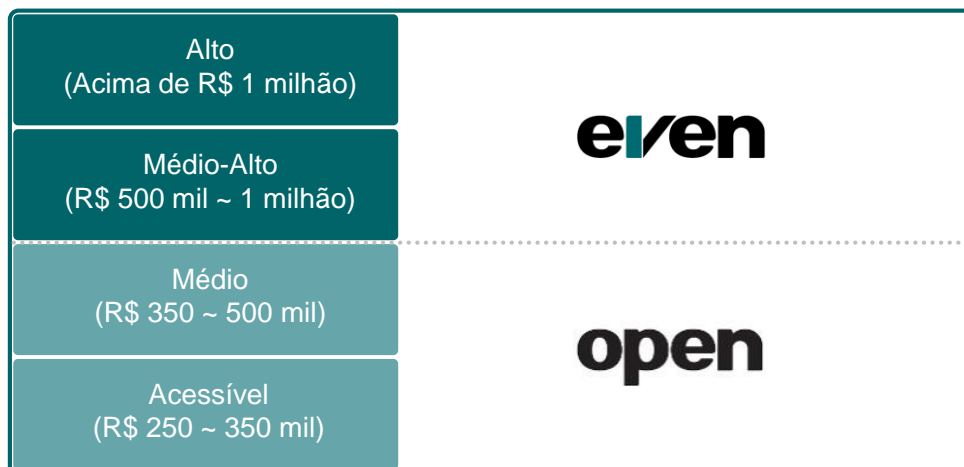 Alto
(Acima de R$ 1 milhão)
even
Médio-Alto
(R$ 500 mil ~ 1 milhão)
Médio
(R$ 350 ~ 500 mil)
open
Acessível
(R$ 250 ~ 350 mil)